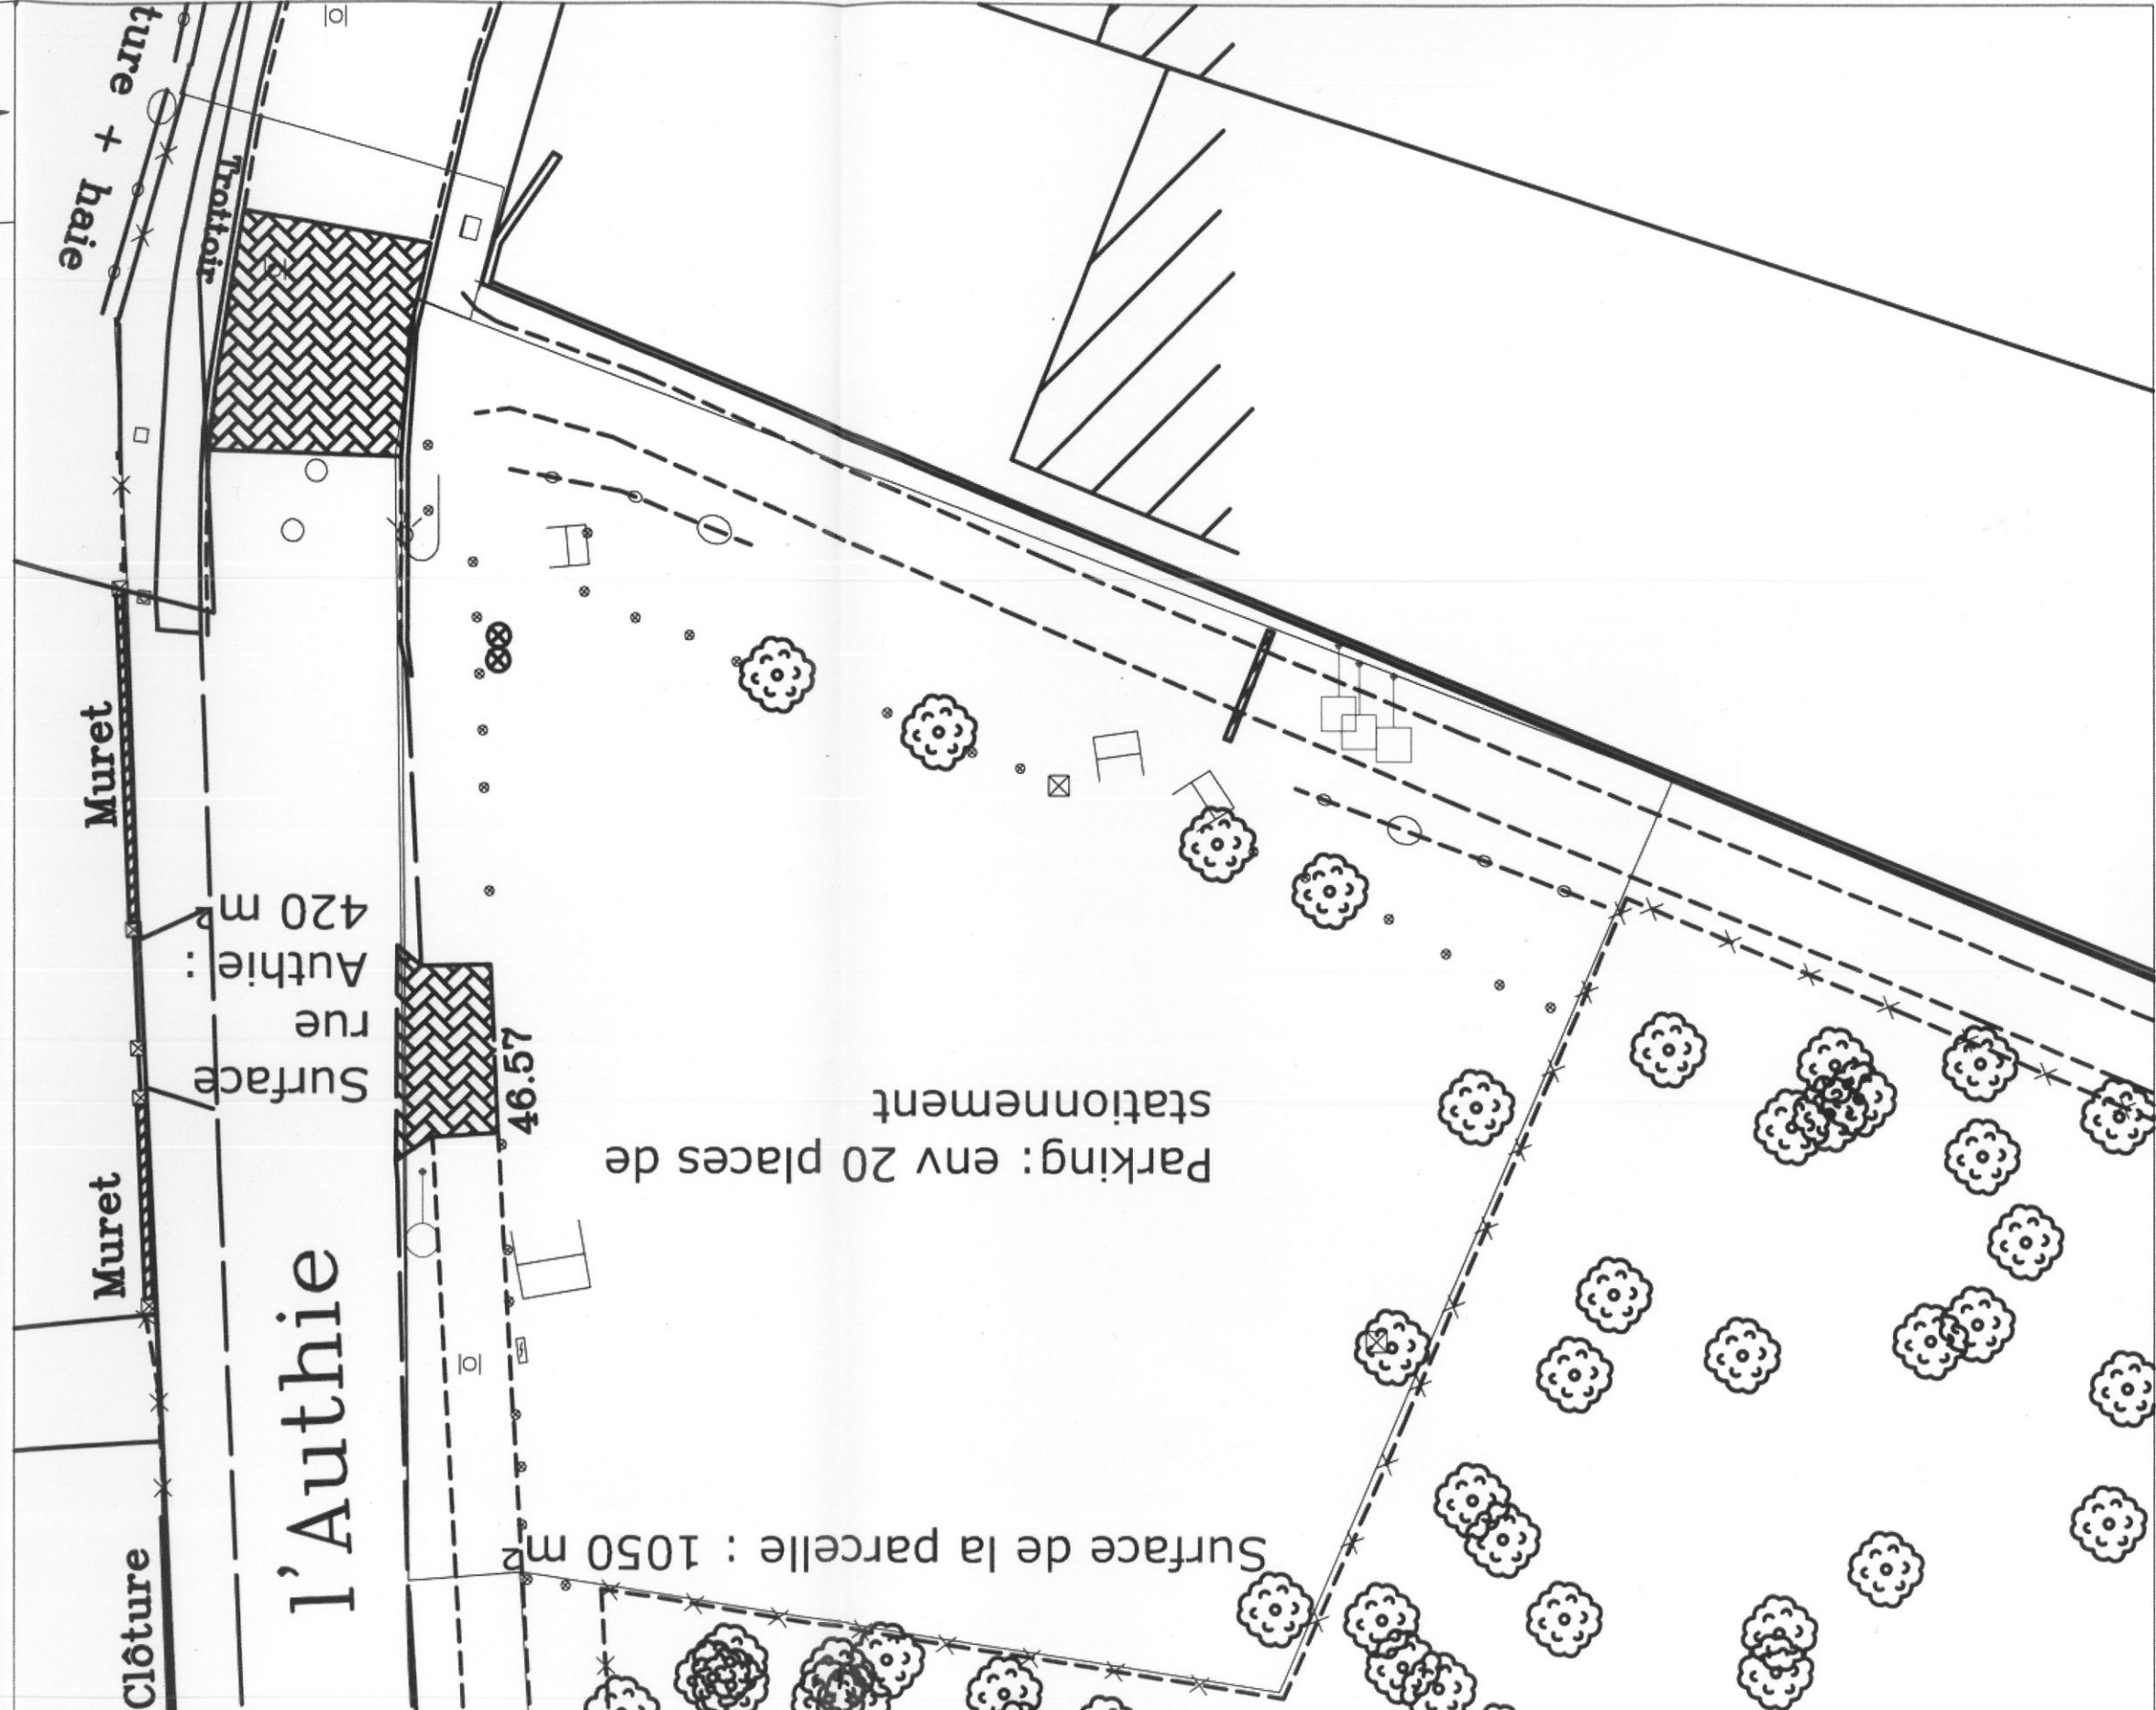 ture + haie
Trottoir
Muret
Surface
rue
Authie :
420 m²
46.57
Muret
l'Authie
Clôture
Parking: env 20 places de
stationnement
Surface de la parcelle : 1050 m²